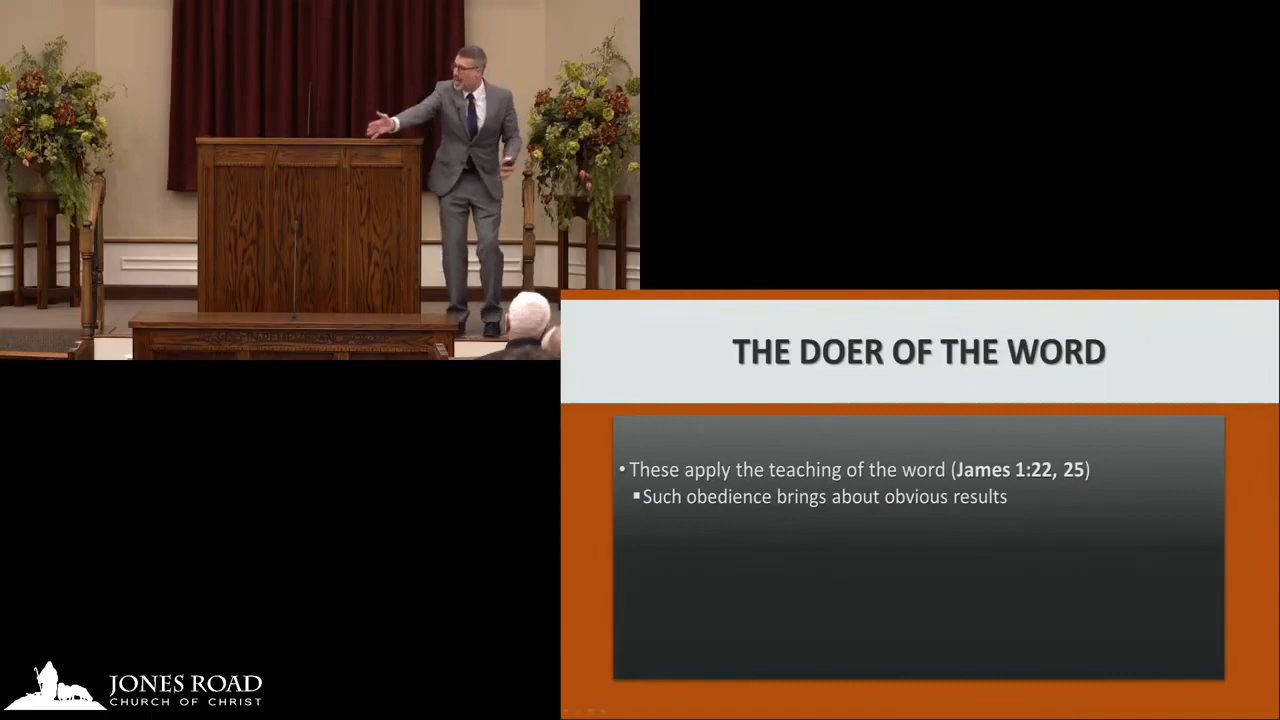 THE DOER OF THE WORD
• These apply the teaching of the word (James 1:22, 25)
▪Such obedience brings about obvious results
JONES ROAD
CHURCH OF CHRIST